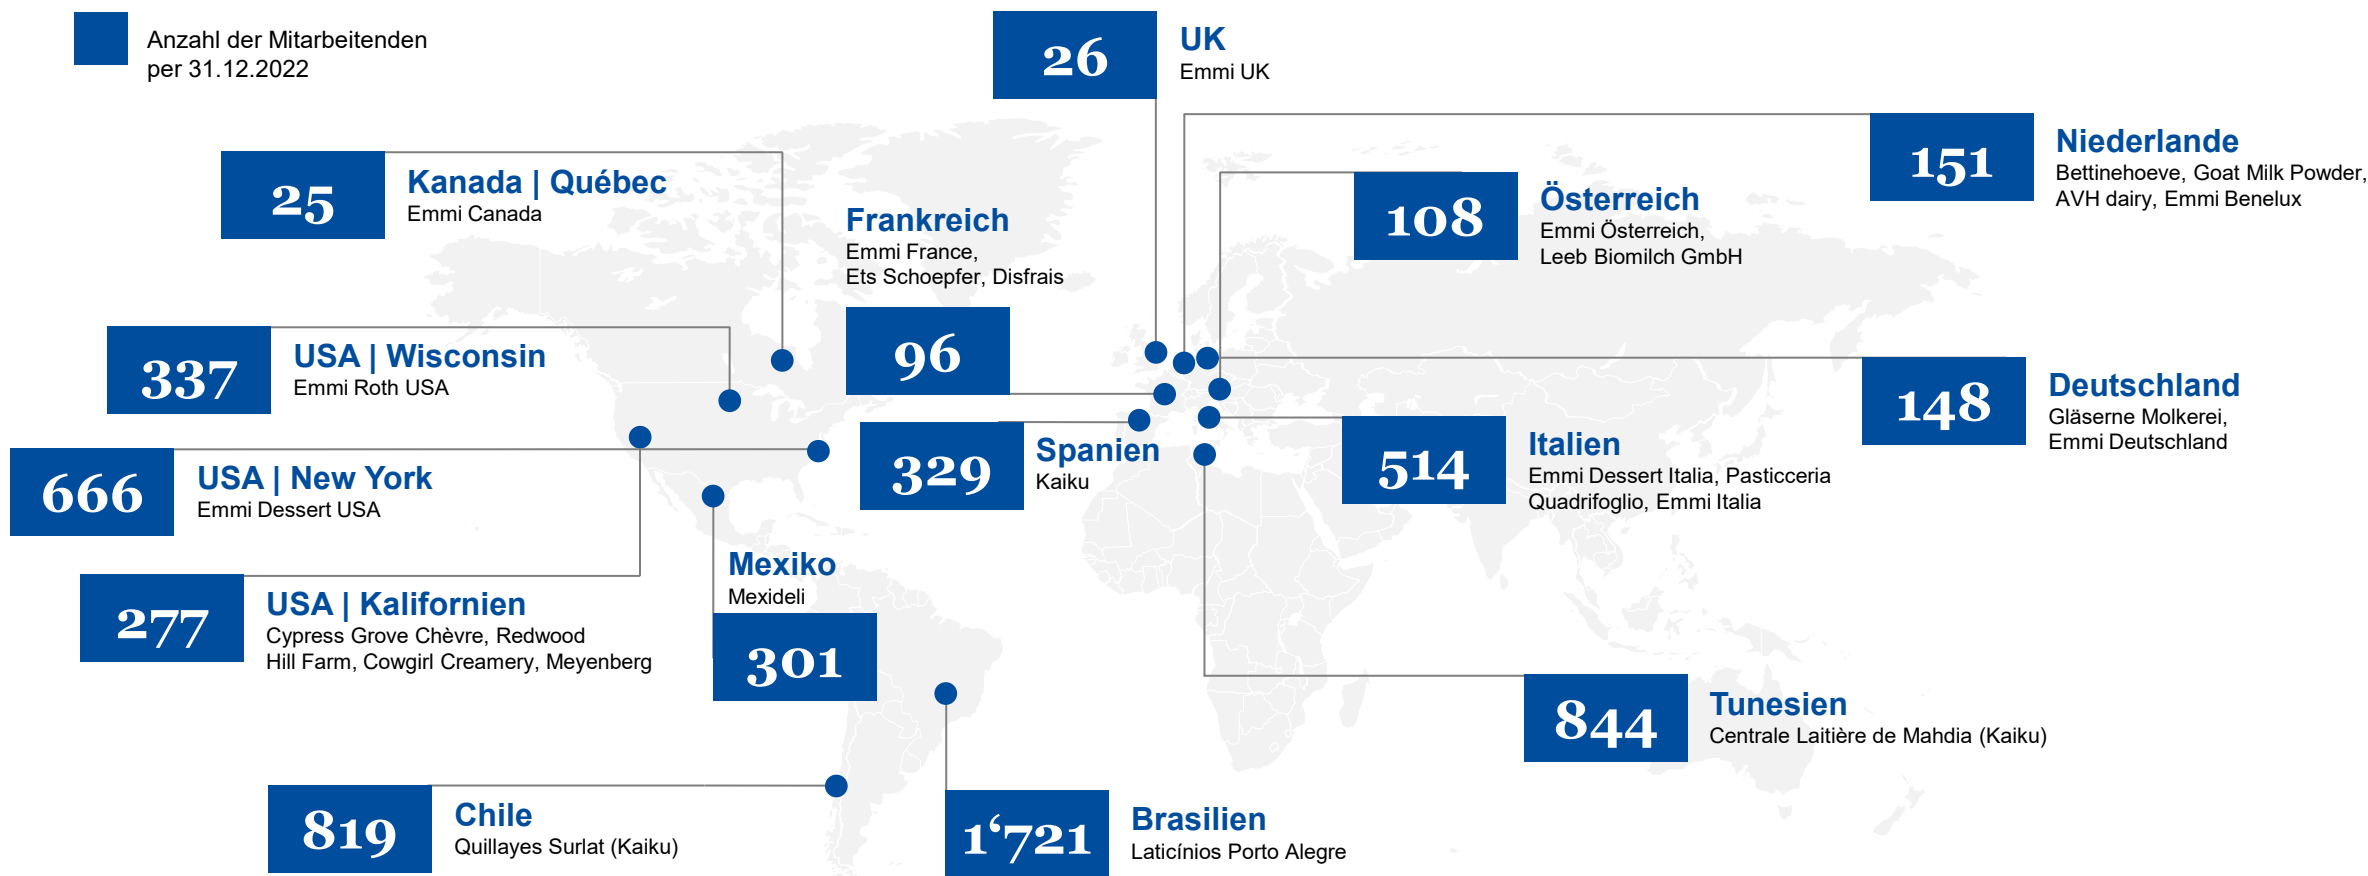 Anzahl der Mitarbeitenden
per 31.12.2022
26
UK
Emmi UK
151
Niederlande
Bettinehoeve, Goat Milk Powder,
AVH dairy, Emmi Benelux
25
Kanada | Québec
Emmi Canada
108
Österreich
Emmi Österreich,
Leeb Biomilch GmbH
Frankreich
Emmi France,
Ets Schoepfer, Disfrais
96
337
USA | Wisconsin
Emmi Roth USA
148
Deutschland
Gläserne Molkerei,
Emmi Deutschland
329
Spanien
Kaiku
514
Italien
Emmi Dessert Italia, Pasticceria
Quadrifoglio, Emmi Italia
666
USA | New York
Emmi Dessert USA
277
USA | Kalifornien
Cypress Grove Chèvre, Redwood
Hill Farm, Cowgirl Creamery, Meyenberg
Mexiko
Mexideli
301
844
Tunesien
Centrale Laitière de Mahdia (Kaiku)
819
Chile
Quillayes Surlat (Kaiku)
1‘721
Brasilien
Laticínios Porto Alegre